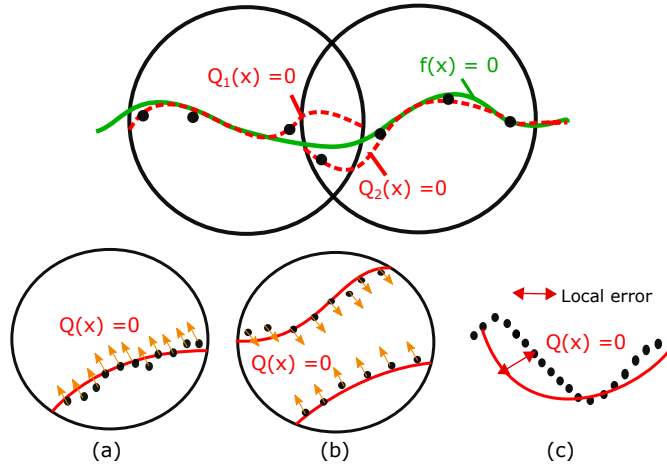 f(x) = 0
Q1(x) =0
Q2(x) =0
Local error
Q(x) =0
Q(x) =0
Q(x) =0
(a)
(b)
(c)